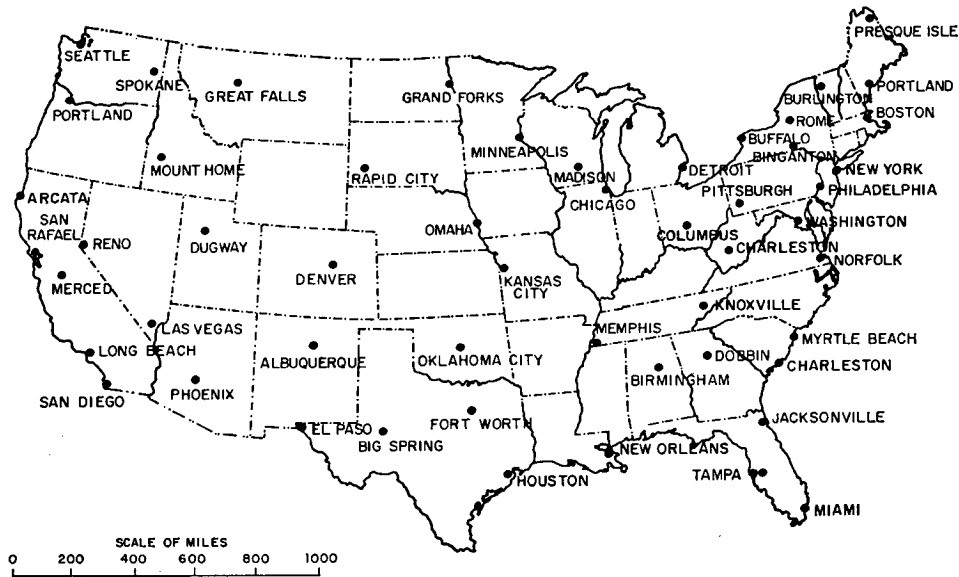 PRESQUE ISLE
SEATTLE
SPOKANE
GREAT FALLS
GRAND FORKS
BURLINGTON
PORTLAND
PORTLAND
ROME
BOSTON
BUFFALO
MINNEAPOLIS
BINGANTON
MOUNT HOME
RAPID CITY
MADISON
DETROIT
NEW YORK
PITTSBURGH
PHILADELPHIA
ARCATA
CHICAGO
SAN
RAFAEL
RENO
DUGWAY
OMAHA
COLUMBUS
WASHINGTON
CHARLESTON
NORFOLK
DENVER
MERCED
KANSAS
CITY
KNOXVILLE
LAS VEGAS
MEMPHIS
MYRTLE BEACH
LONG BEACH
ALBUQUERQUE
OKLAHOMA CITY
DOBBIN
CHARLESTON
BIRMINGHAM
PHOENIX
SAN DIEGO
JACKSONVILLE
EL PASO
FORT WORTH
BIG SPRING
NEW ORLEANS
TAMPA
HOUSTON
MIAMI
SCALE OF MILES
0 200 400 600 800 1000